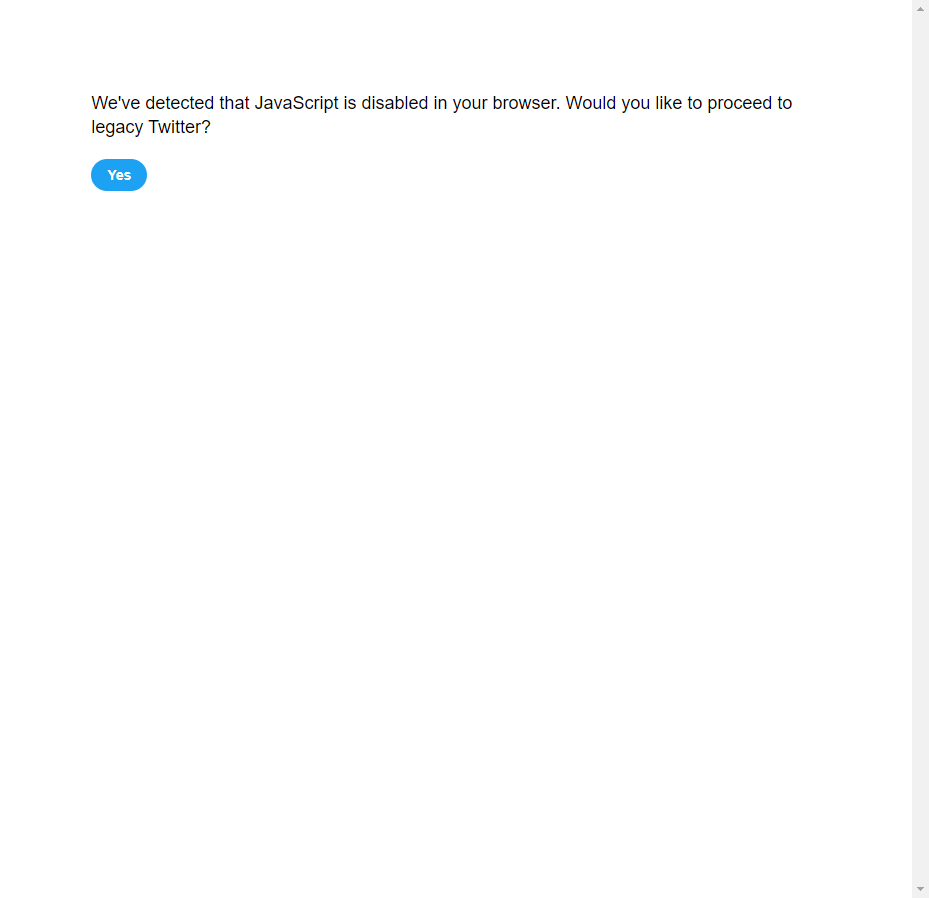 We've detected that JavaScript is disabled in your browser. Would you like to proceed to
legacy Twitter?
Yes